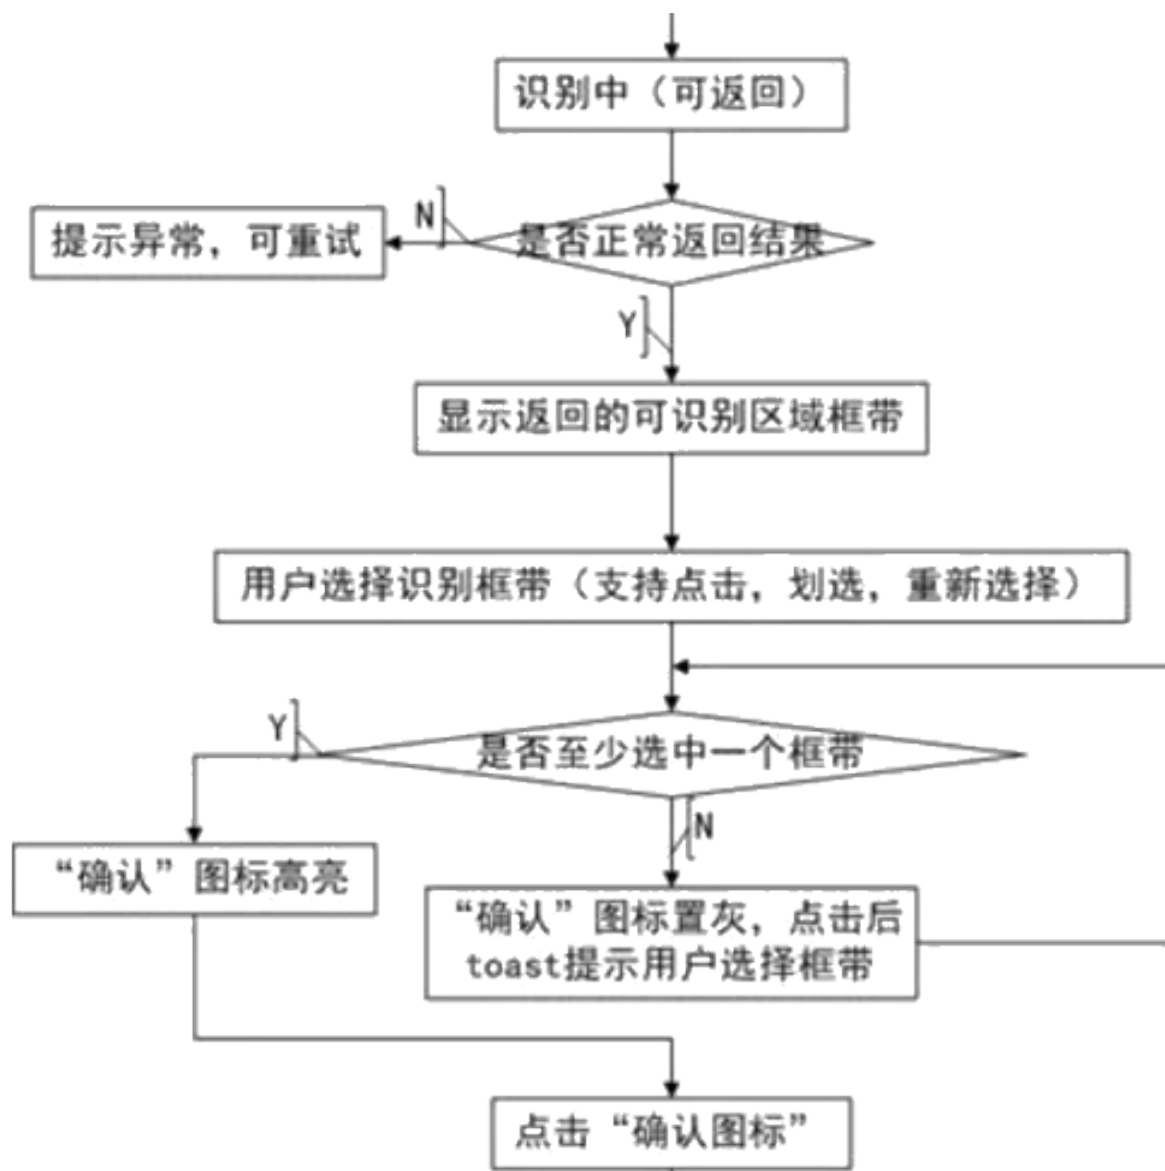 识别中（可返回）
N
提示异常，可重试
是否正常返回结果
Y
显示返回的可识别区域框带
用户选择识别框带（支持点击，划选，重新选择）
Y
是否至少选中一个框带
N
“确认”图标高亮
“确认”图标置灰，点击后
toast提示用户选择框带
点击“确认图标”